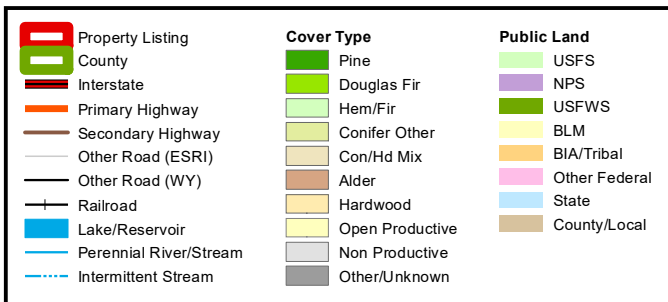 Property Listing
County
Interstate
Primary Highway
Secondary Highway
Other Road (ESRI)
Other Road (WY)
Railroad
Lake/Reservoir
Perennial River/Stream
Intermittent Stream
Cover Type
Pine
Douglas Fir
Hem/Fir
Conifer Other
Con/Hd Mix
Alder
Hardwood
Open Productive
Non Productive
Other/Unknown
Public Land
USFS
NPS
USFWS
BLM
BIA/Tribal
Other Federal
State
County/Local